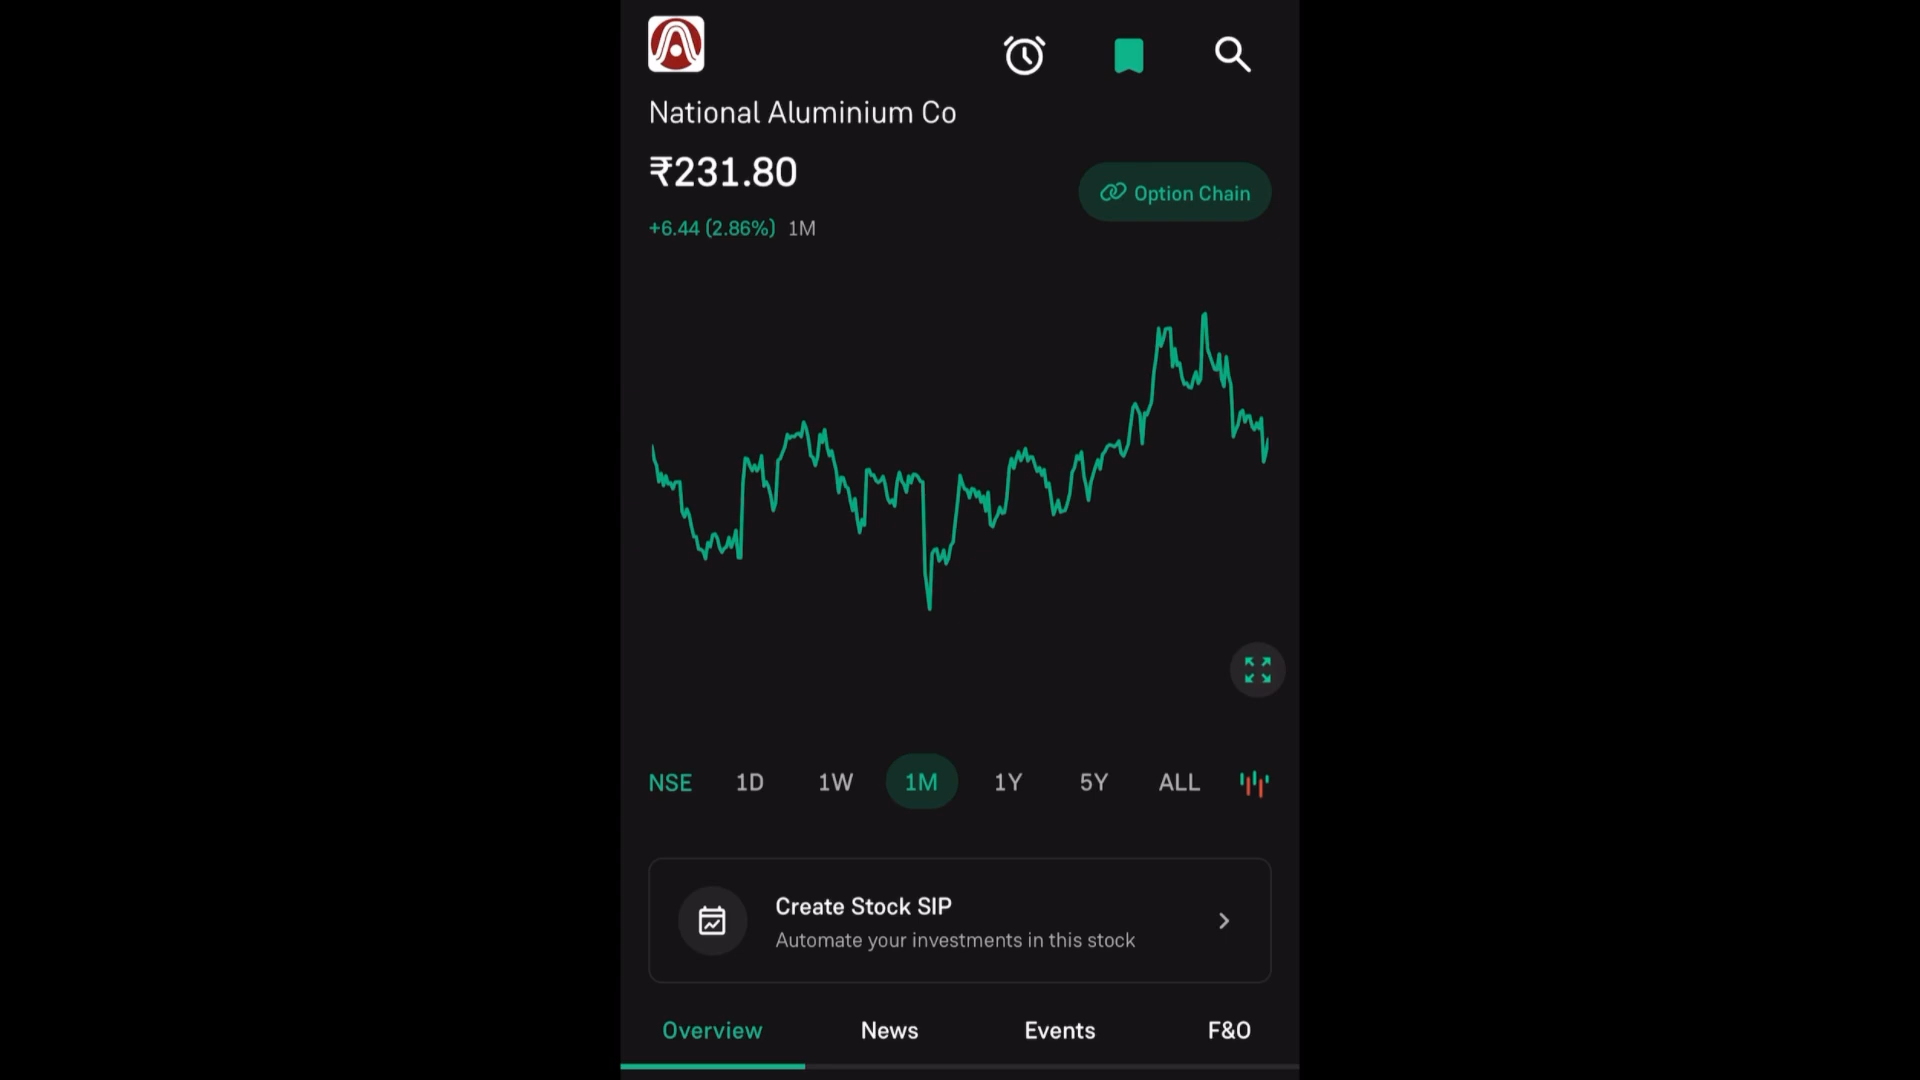 National Aluminium Co
₹231.80
Option Chain
+6.44 (2.86%) 1M
NSE 1D 1W 1M 1Y 5Y ALL
Create Stock SIP
Automate your investments in this stock
Overview News Events F&O